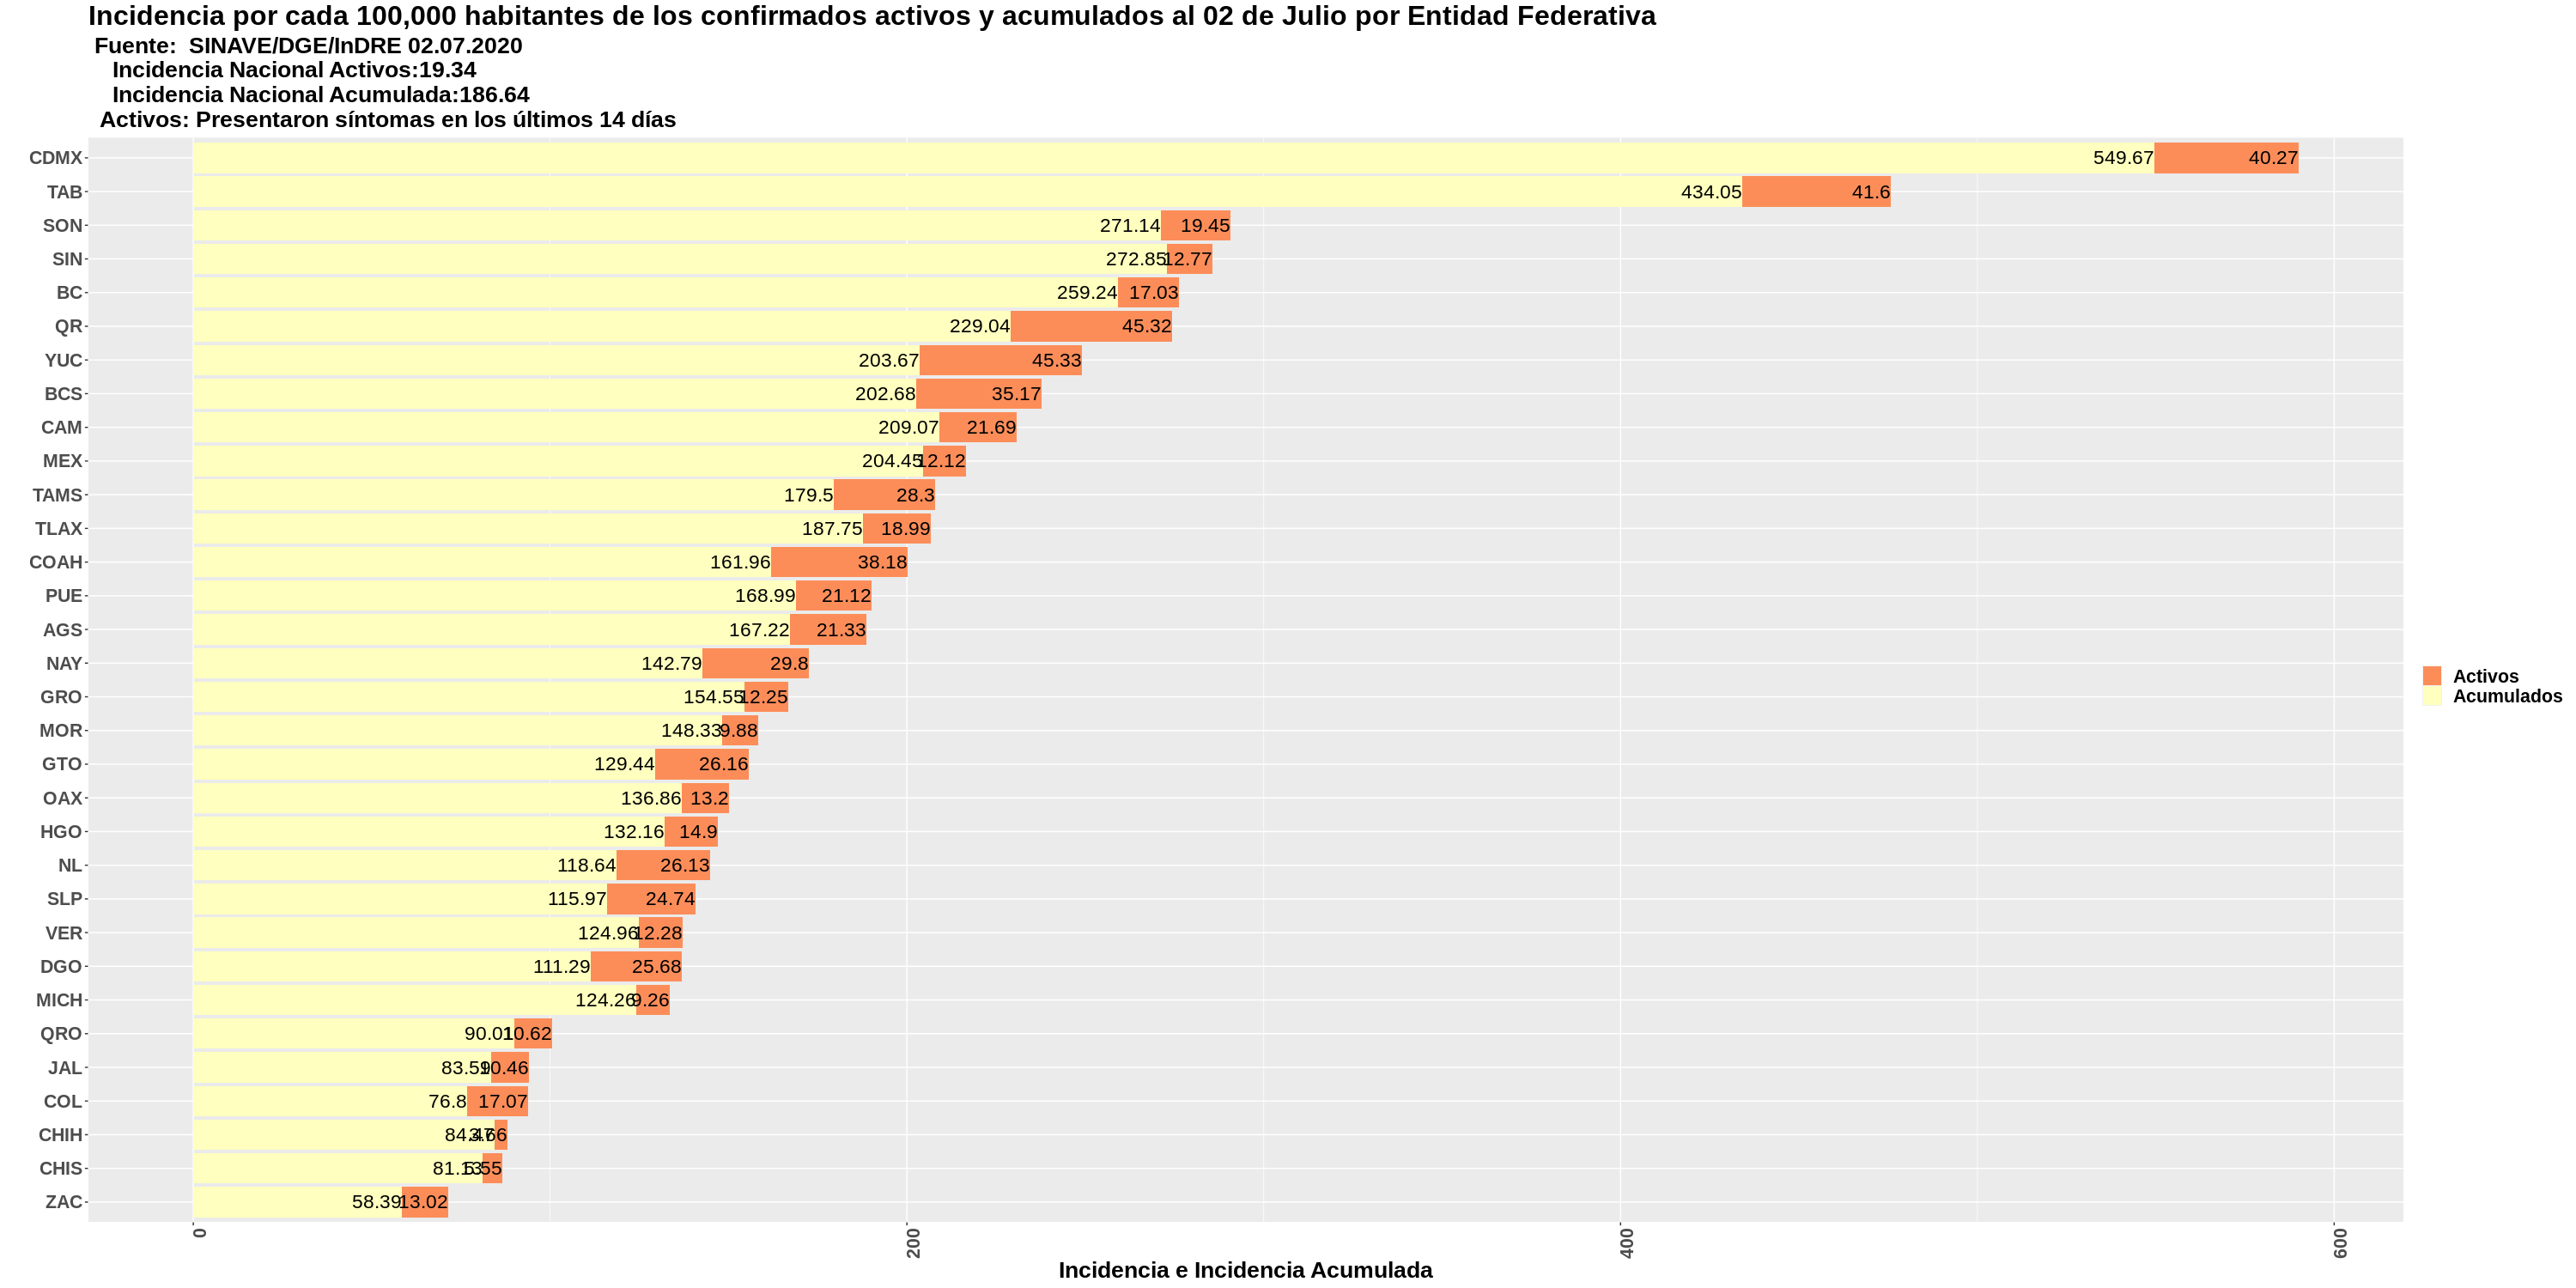 Incidencia por cada 100,000 habitantes de los confirmados activos y acumulados al 02 de Julio por Entidad Federativa
Fuente:  SINAVE/DGE/InDRE 02.07.2020
Incidencia Nacional Activos:19.34
Incidencia Nacional Acumulada:186.64
Activos: Presentaron síntomas en los últimos 14 días
CDMX 549.67 40.27
TAB 434.05 41.6
SON 271.14 19.45
SIN 272.85 12.77
BC 259.24 17.03
QR 229.04 45.32
YUC 203.67 45.33
BCS 202.68 35.17
CAM 209.07 21.69
MEX 204.45 12.12
TAMS 179.5 28.3
TLAX 187.75 18.99
COAH 161.96 38.18
PUE 168.99 21.12
AGS 167.22 21.33
NAY 142.79 29.8
GRO 154.55 12.25
MOR 148.33 9.88
GTO 129.44 26.16
OAX 136.86 13.2
HGO 132.16 14.9
NL 118.64 26.13
SLP 115.97 24.74
VER 124.96 12.28
DGO 111.29 25.68
MICH 124.26 9.26
QRO 90.01 10.62
JAL 83.59 10.46
COL 76.8 17.07
CHIH 84.47 3.66
CHIS 81.13 5.55
ZAC 58.39 13.02
0 200 400 600
Incidencia e Incidencia Acumulada
Activos
Acumulados